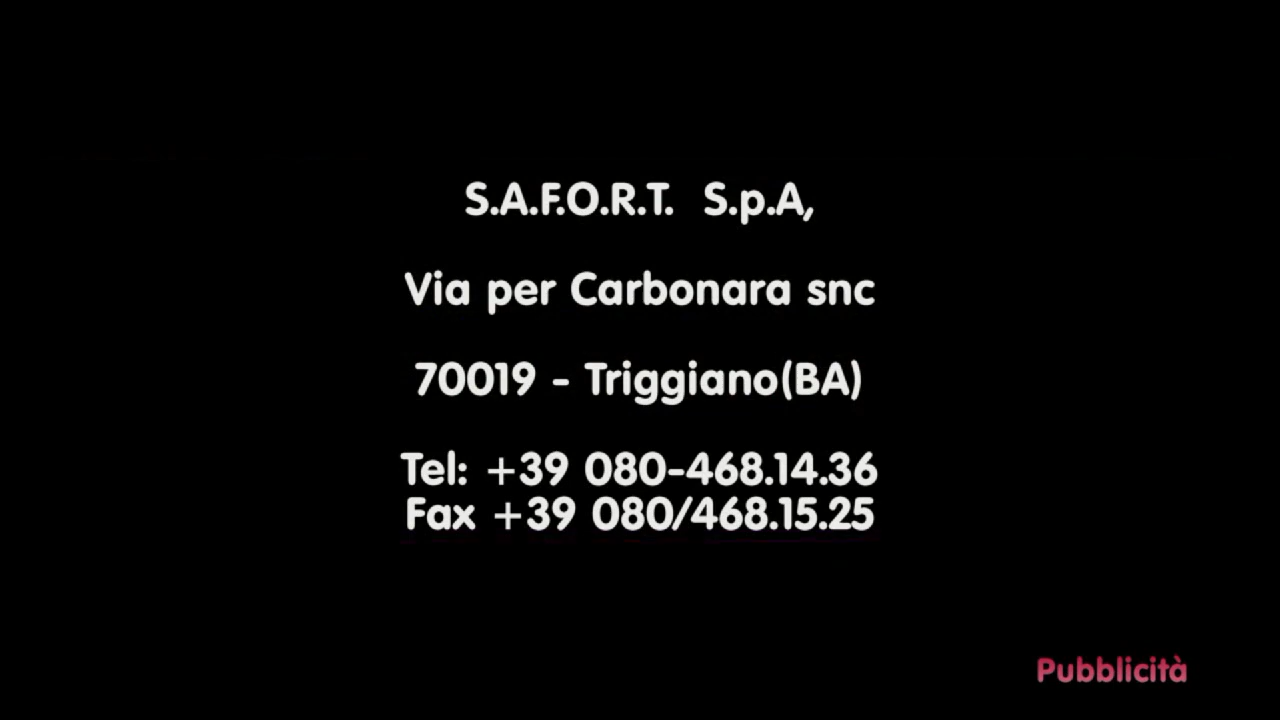 S.A.F.O.R.T. S.p.A,
Via per Carbonara snc
70019 - Triggiano(BA)
Tel: +39 080-468.14.36
Fax +39 080/468.15.25
Pubblicità